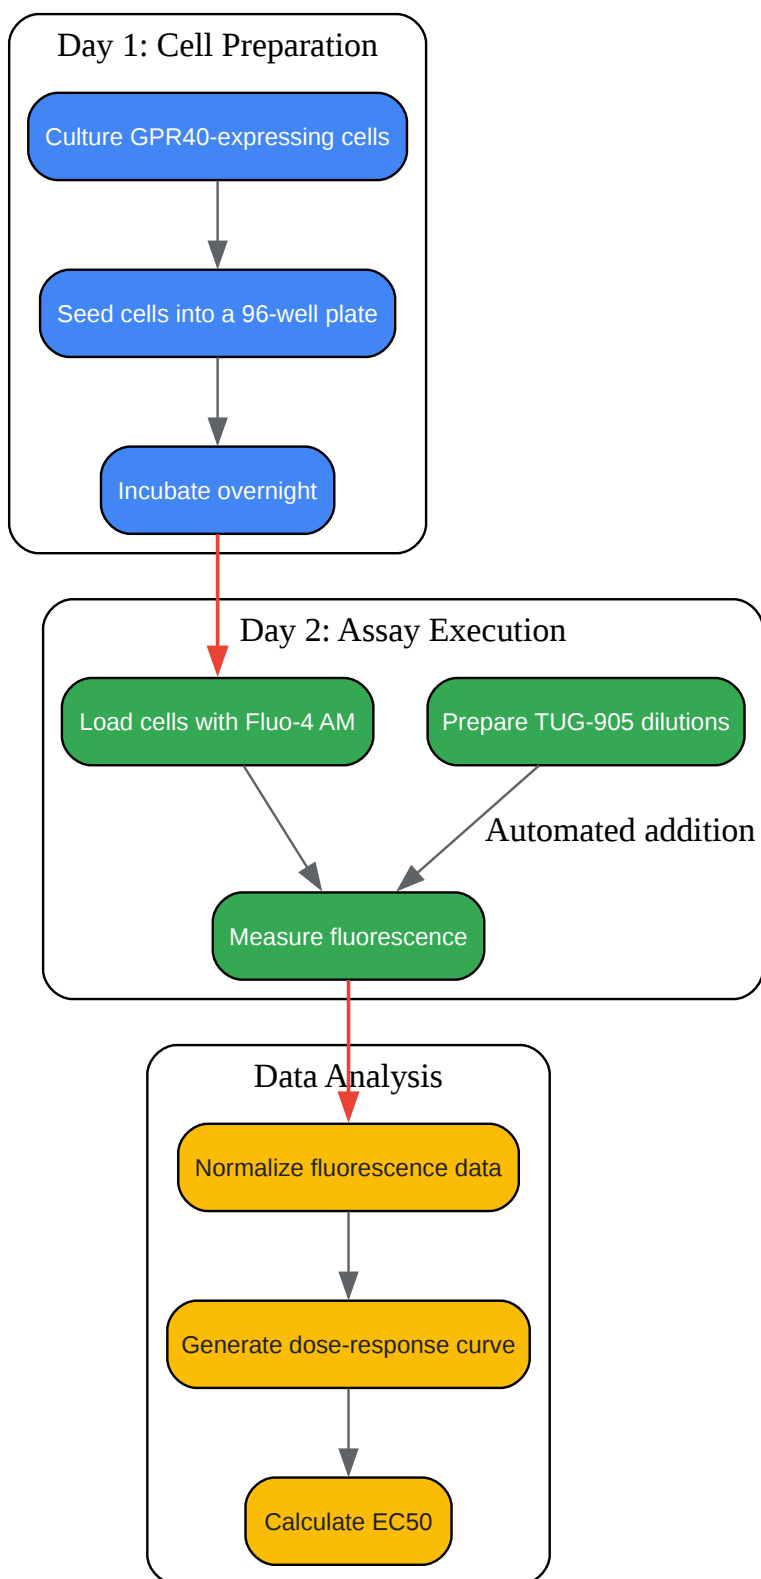 Day 1: Cell Preparation
Culture GPR40-expressing cells
Seed cells into a 96-well plate
Incubate overnight
Day 2: Assay Execution
Load cells with Fluo-4 AM
Prepare TUG-905 dilutions
Automated addition
Measure fluorescence
Data Analysis
Normalize fluorescence data
Generate dose-response curve
Calculate EC50